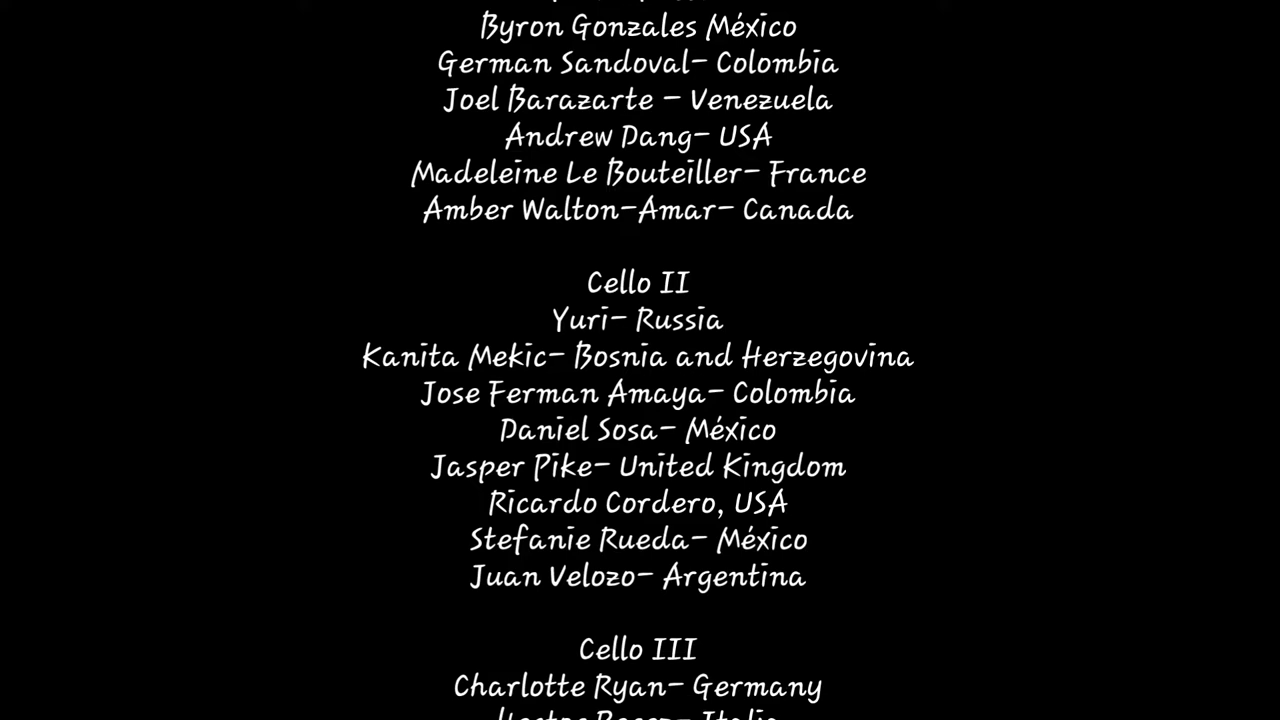 Byron Gonzales México
German Sandoval- Colombia
Joel Barazarte - Venezuela
Andrew Dang- USA
Madeleine Le Bouteiller- France
Amber Walton-Amar- Canada
Cello II
Yuri- Russia
Kanita Mekic- Bosnia and Herzegovina
Jose Ferman Amaya- Colombia
Daniel Sosa- México
Jasper Pike- United Kingdom
Ricardo Cordero, USA
Stefanie Rueda- México
Juan Velozo- Argentina
Cello III
Charlotte Ryan- Germany